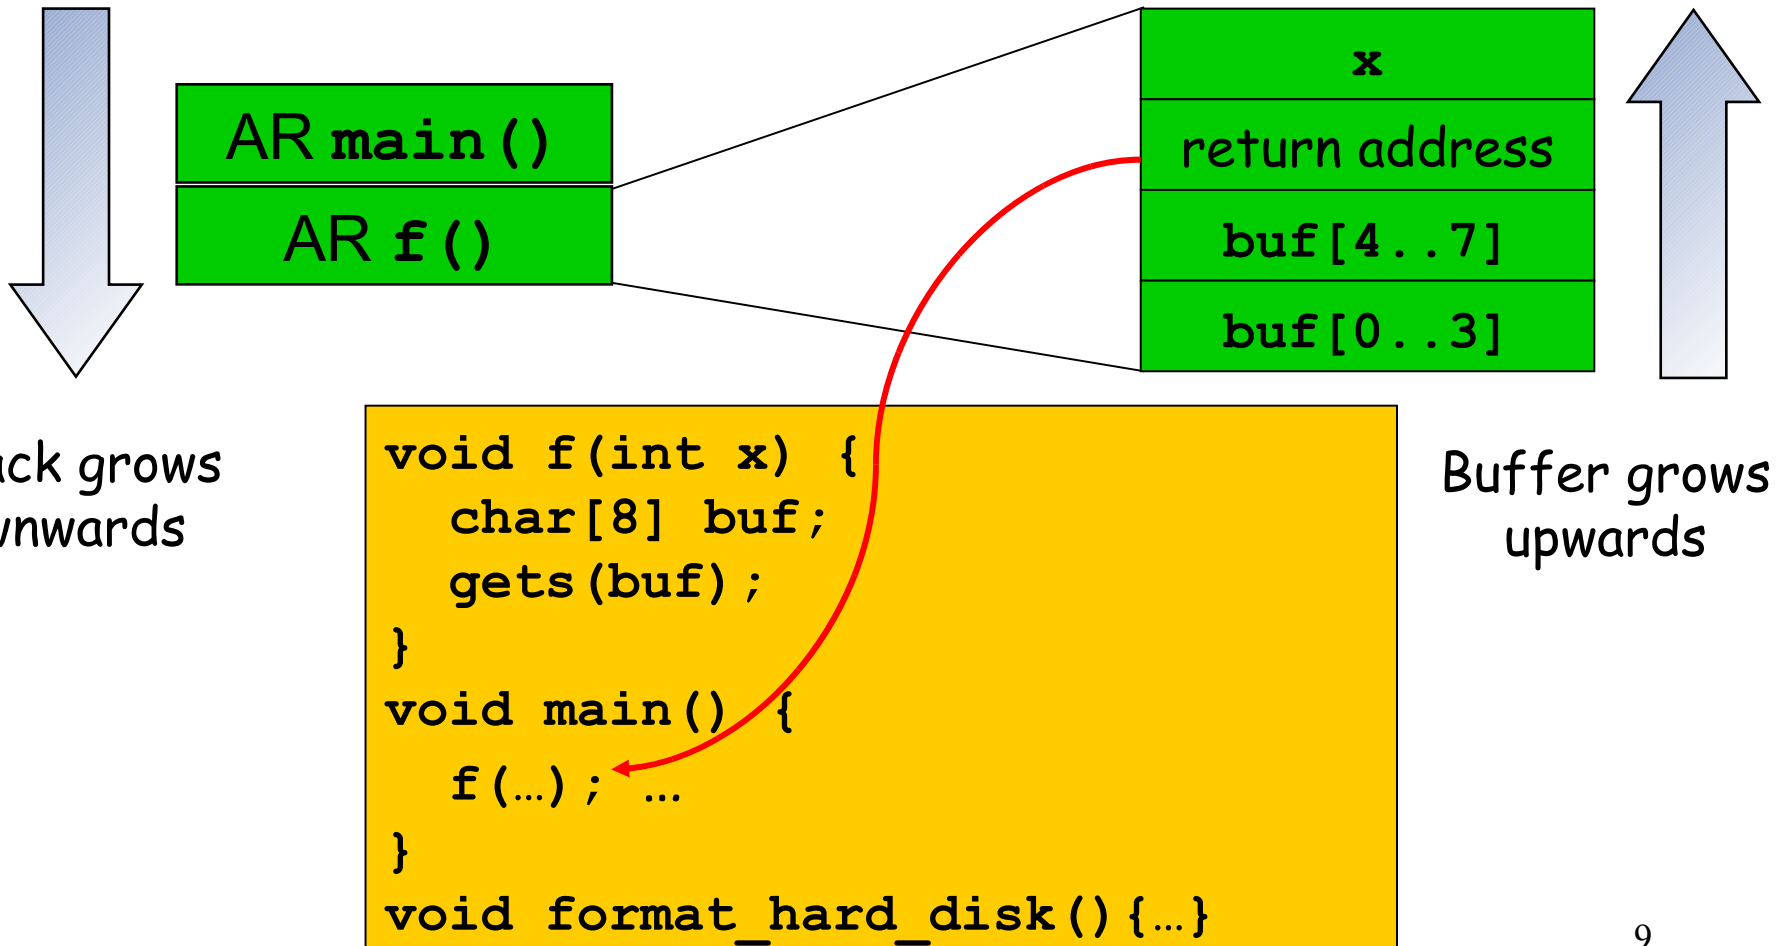 AR main()
AR f()
x
return address
buf[4..7]
buf[0..3]
grows
Buffer grows
upwards
void f(int x) {
char[8] buf;
gets(buf);
}
void main() {
f(…); …
}
void format_hard_disk(){…}
9